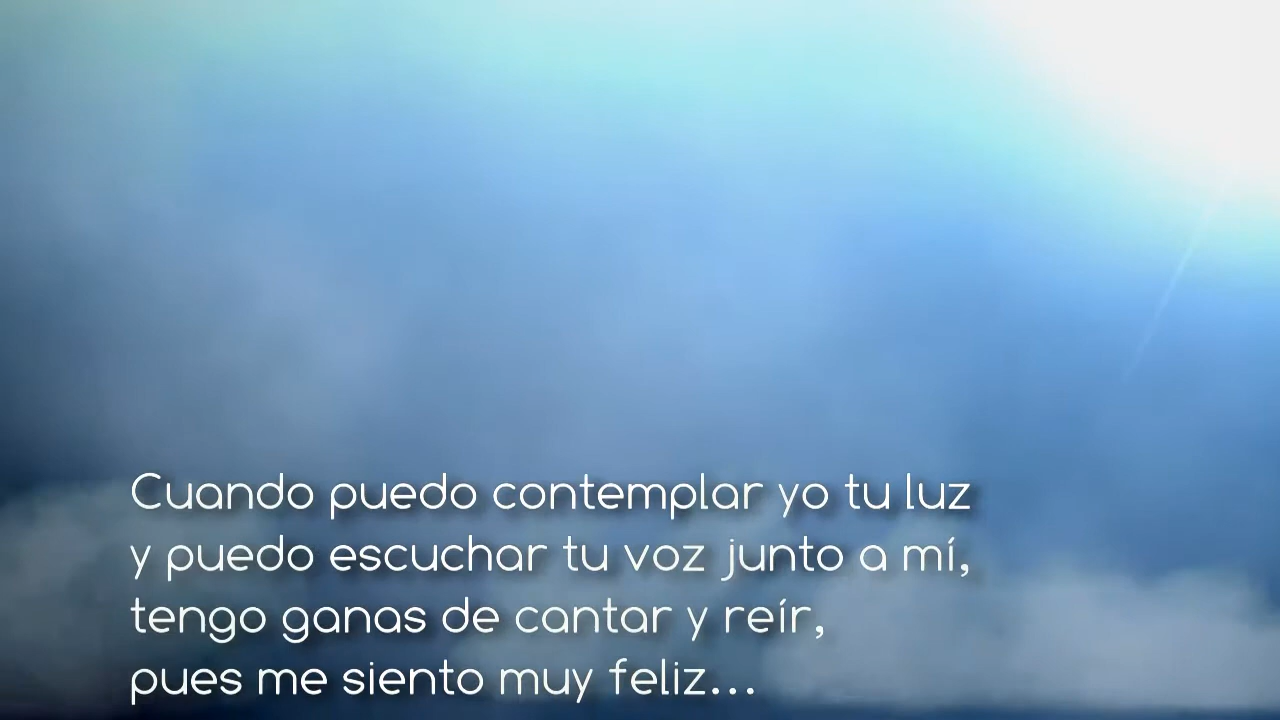 Cuando puedo contemplar yo tu luz
y puedo escuchar tu voz junto a mí,
tengo ganas de cantar y reír,
pues me siento muy feliz...